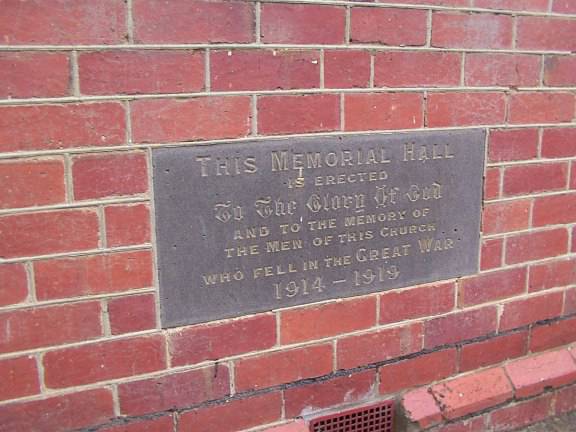 THIS MEMORIAL HALL
IS ERECTED
To The Glory Of God
AND TO THE MEMORY OF
THE MEN OF THIS CHURCH
WHO FELL IN THE GREAT WAR
1914 – 1919